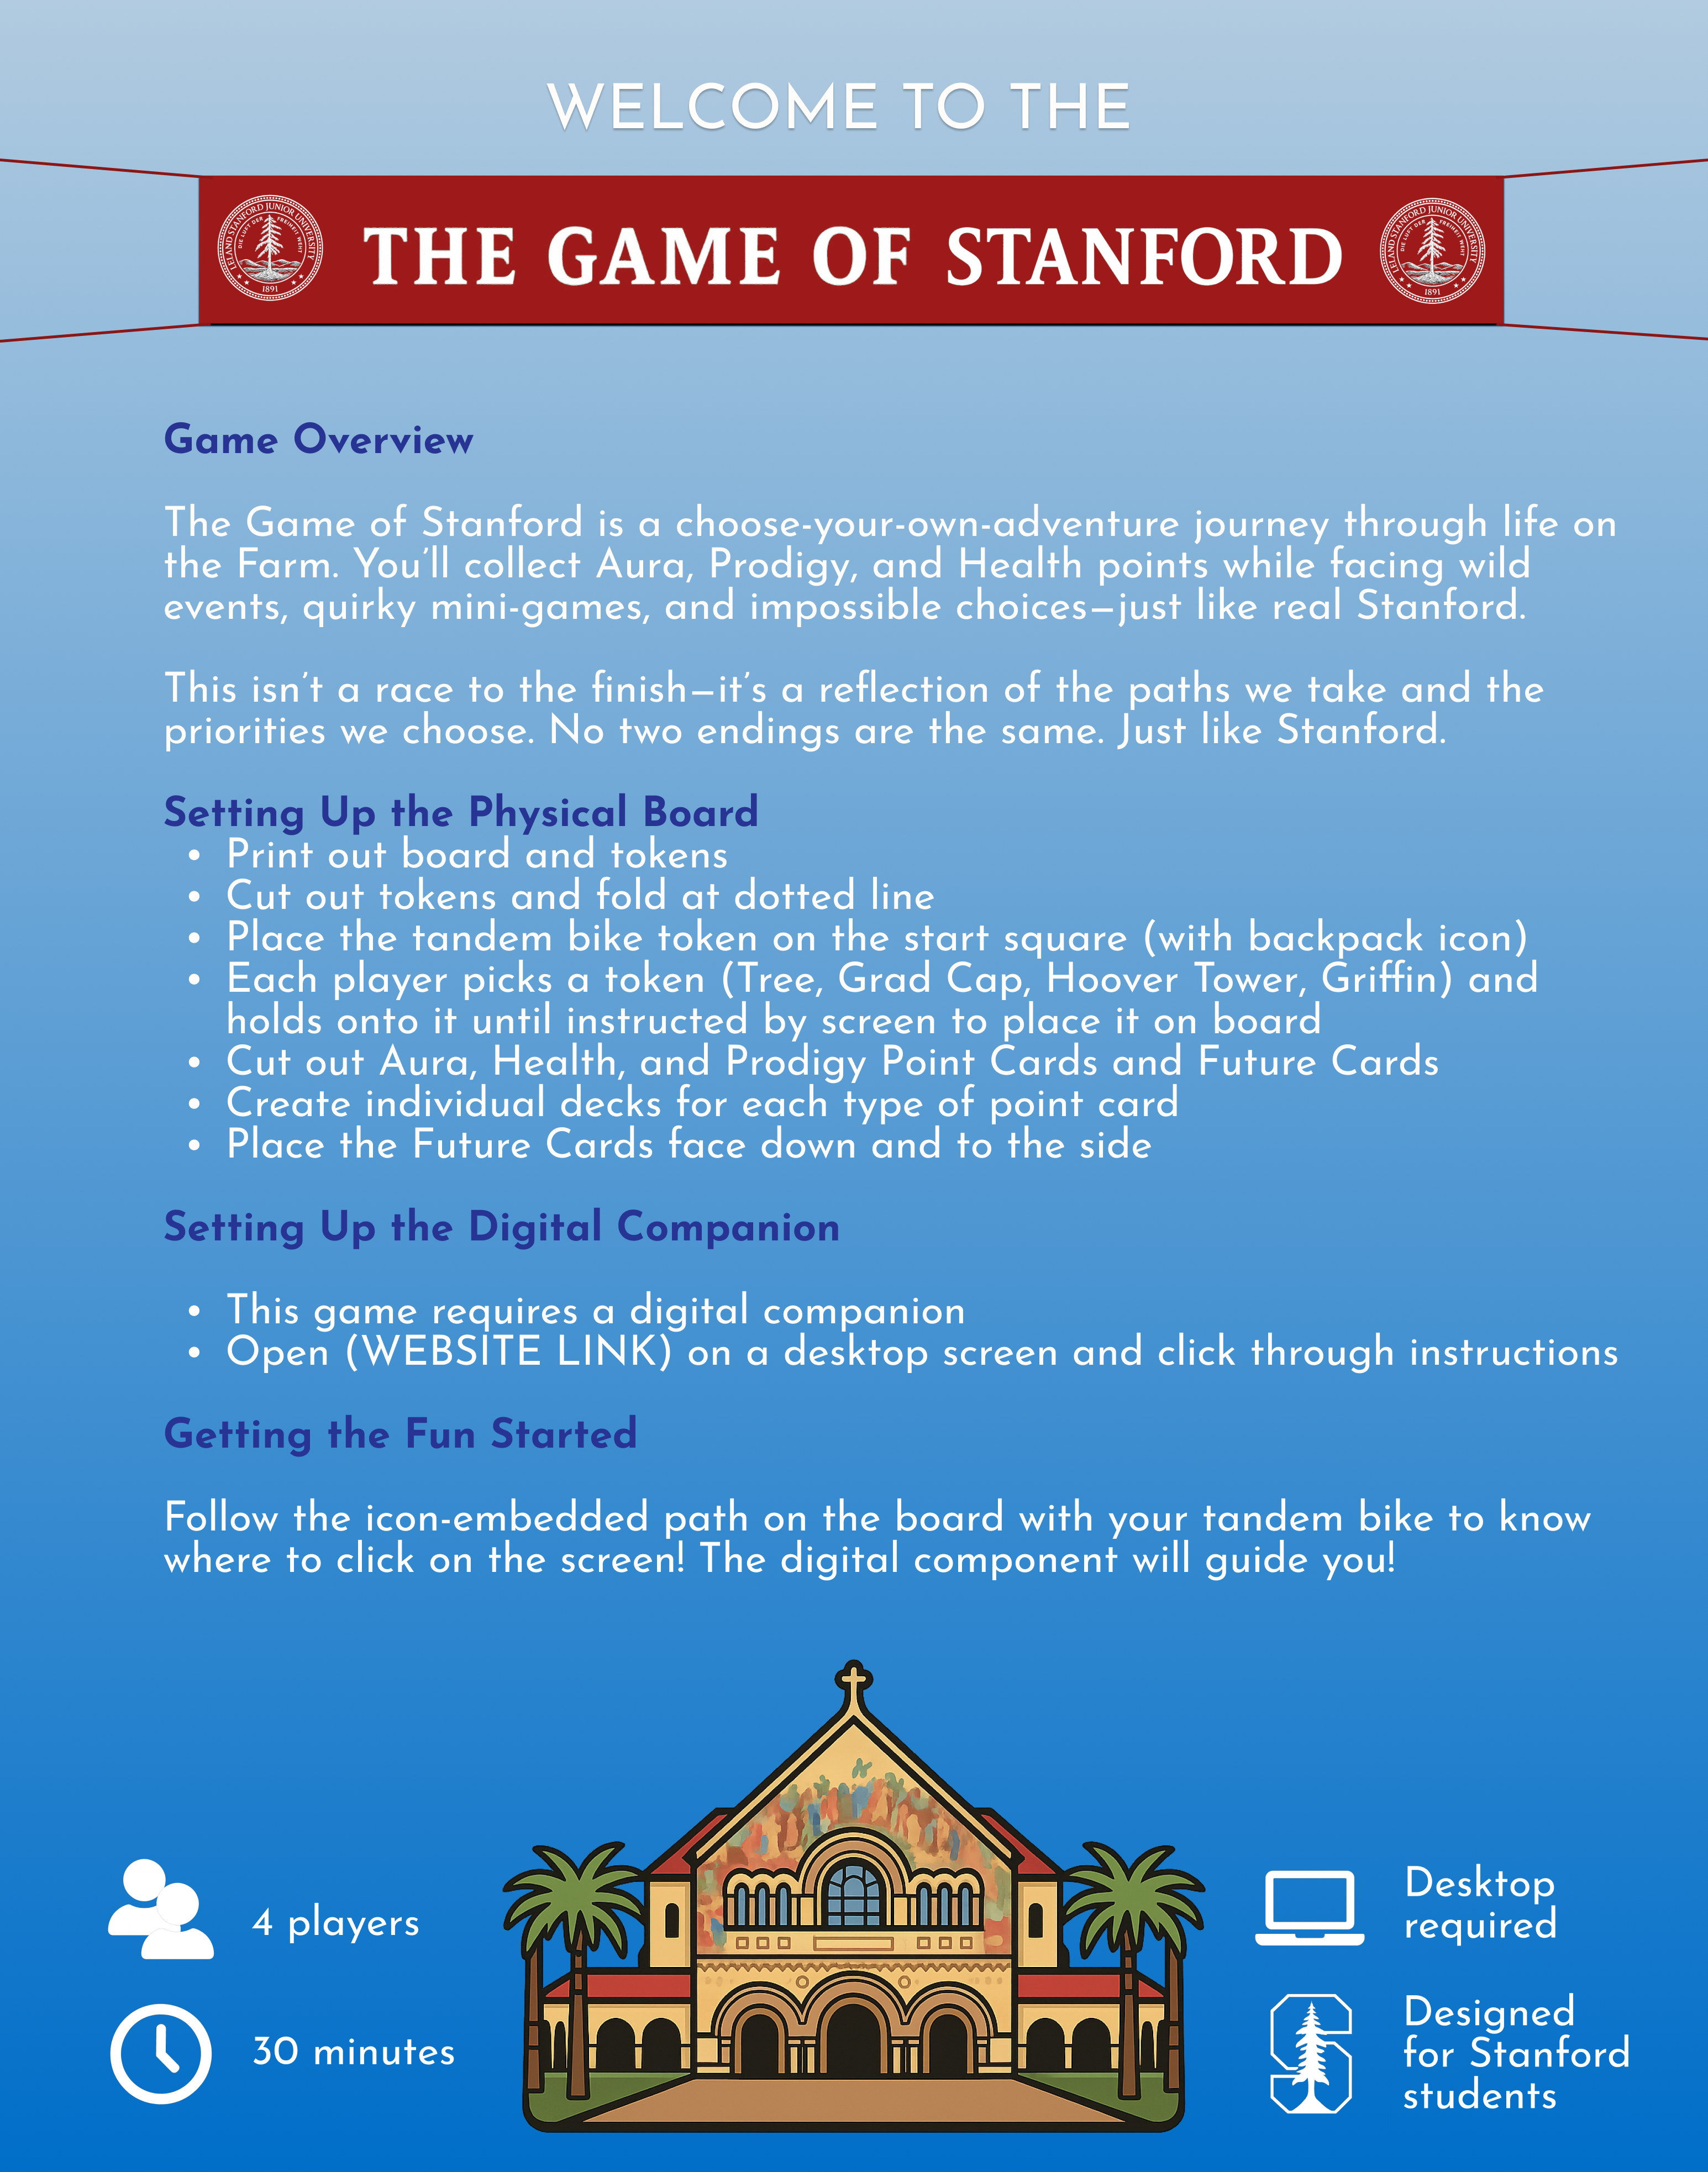 WELCOME TO THE
LELAND STANFORD JUNIOR UNIVERSITY
DIE LUFT DER FREIHEIT WEHT
1891
THE GAME OF STANFORD
LELAND STANFORD JUNIOR UNIVERSITY
DIE LUFT DER FREIHEIT WEHT
1891
Game Overview
The Game of Stanford is a choose-your-own-adventure journey through life on
the Farm. You’ll collect Aura, Prodigy, and Health points while facing wild
events, quirky mini-games, and impossible choices—just like real Stanford.
This isn’t a race to the finish—it’s a reflection of the paths we take and the
priorities we choose. No two endings are the same. Just like Stanford.
Setting Up the Physical Board
• Print out board and tokens
• Cut out tokens and fold at dotted line
• Place the tandem bike token on the start square (with backpack icon)
• Each player picks a token (Tree, Grad Cap, Hoover Tower, Griffin) and
holds onto it until instructed by screen to place it on board
• Cut out Aura, Health, and Prodigy Point Cards and Future Cards
• Create individual decks for each type of point card
• Place the Future Cards face down and to the side
Setting Up the Digital Companion
• This game requires a digital companion
• Open (WEBSITE LINK) on a desktop screen and click through instructions
Getting the Fun Started
Follow the icon-embedded path on the board with your tandem bike to know
where to click on the screen! The digital component will guide you!
4 players
30 minutes
Desktop
required
S
Designed
for Stanford
students